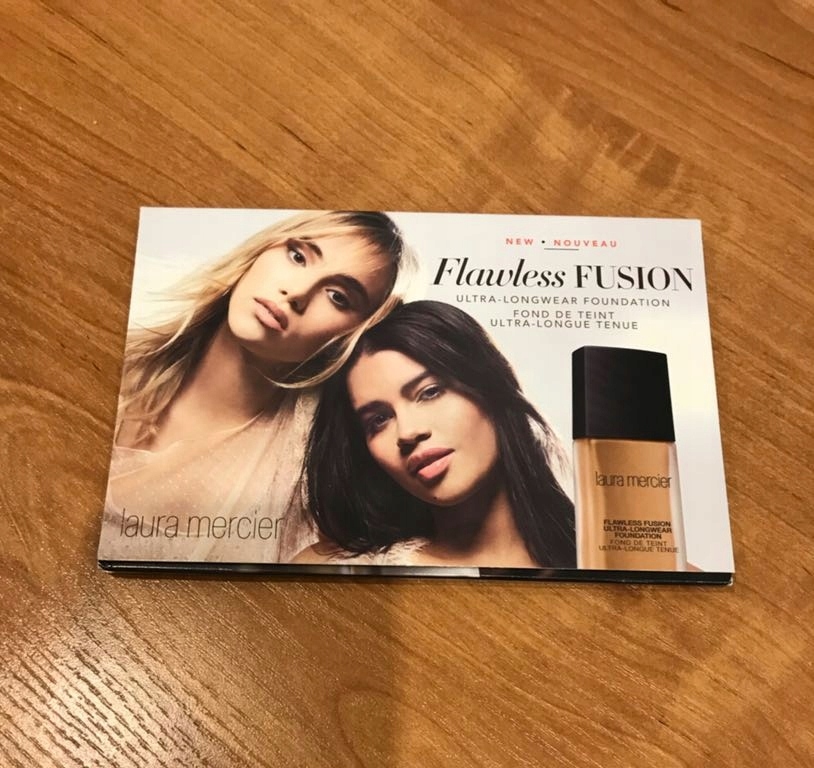 NEW • NOUVEAU
Flawless FUSION
ULTRA-LONGWEAR FOUNDATION
FOND DE TEINT
ULTRA-LONGUE TENUE
laura mercier
FLAWLESS FUSION
ULTRA-LONGWEAR
FOUNDATION
FOND DE TEINT
ULTRA-LONGUE TENUE
laura mercier